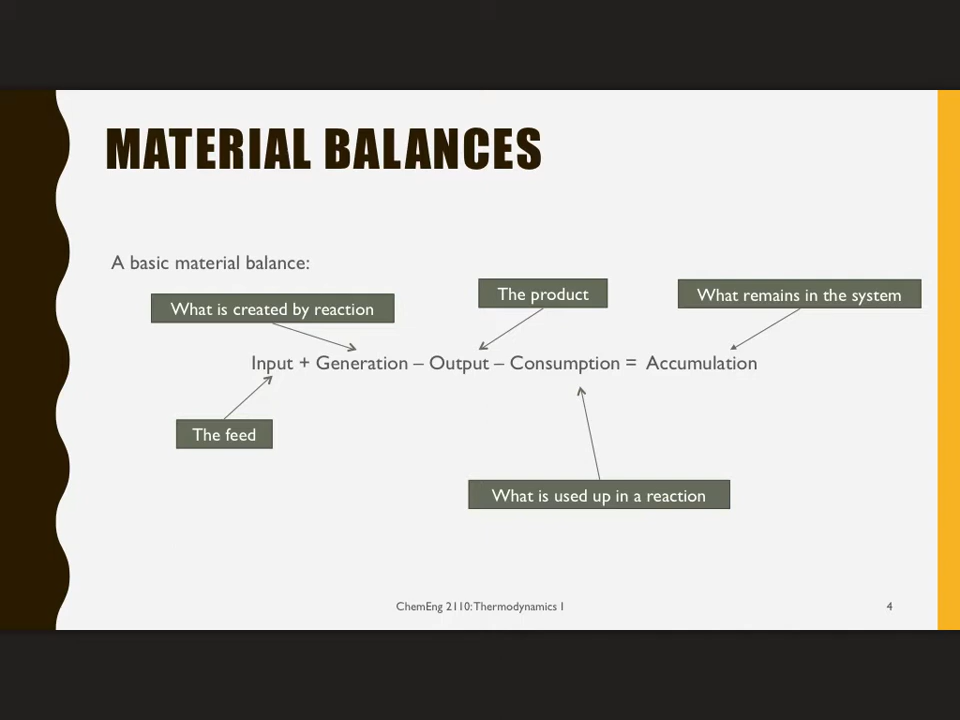 MATERIAL BALANCES
A basic material balance:
What is created by reaction
The product
What remains in the system
Input + Generation – Output – Consumption = Accumulation
The feed
What is used up in a reaction
ChemEng 2110: Thermodynamics I
4